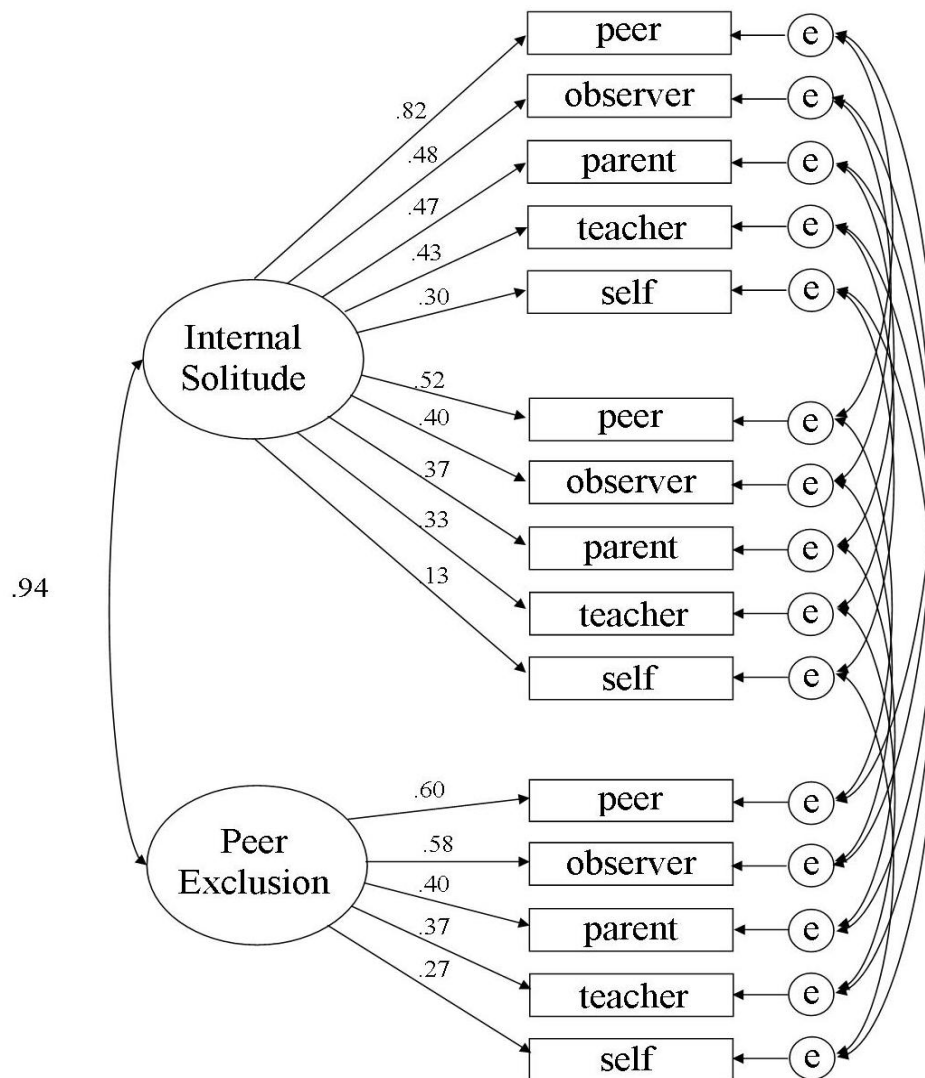 peer
e
observer
e
.82
.48
parent
e
.47
teacher
e
.43
.30
self
e
Internal
Solitude
.52
.40
peer
e
.37
observer
e
.33
parent
e
.13
.94
teacher
e
self
e
.60
peer
e
Peer
Exclusion
.58
observer
e
.40
.37
parent
e
.27
teacher
e
self
e